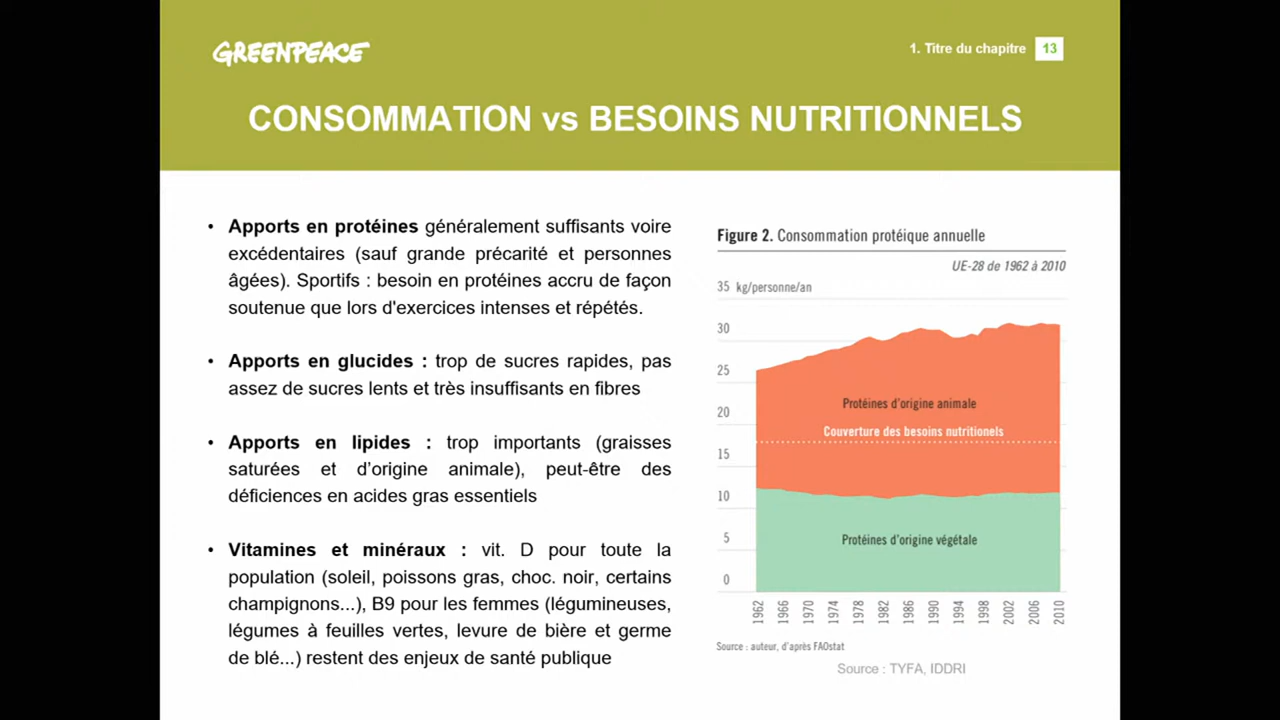 GREENPEACE
1. Titre du chapitre 13
CONSOMMATION vs BESOINS NUTRITIONNELS
• Apports en protéines généralement suffisants voire
excédentaires (sauf grande précarité et personnes
âgées). Sportifs : besoin en protéines accru de façon
soutenue que lors d'exercices intenses et répétés.
• Apports en glucides : trop de sucres rapides, pas
assez de sucres lents et très insuffisants en fibres
• Apports en lipides : trop importants (graisses
saturées et d'origine animale), peut-être des
déficiences en acides gras essentiels
• Vitamines et minéraux : vit. D pour toute la
population (soleil, poissons gras, choc. noir, certains
champignons...), B9 pour les femmes (légumineuses,
légumes à feuilles vertes, levure de bière et germe
de blé...) restent des enjeux de santé publique
Figure 2. Consommation protéique annuelle
UE-28 de 1962 à 2010
35 kg/personne/an
30
25
20
15
10
5
0
Protéines d'origine animale
Couverture des besoins nutritionels
Protéines d'origine végétale
1962 1966 1970 1974 1978 1982 1986 1990 1994 1998 2002 2006 2010
Source : auteur, d'après FAOstat
Source : TYFA, IDDRI